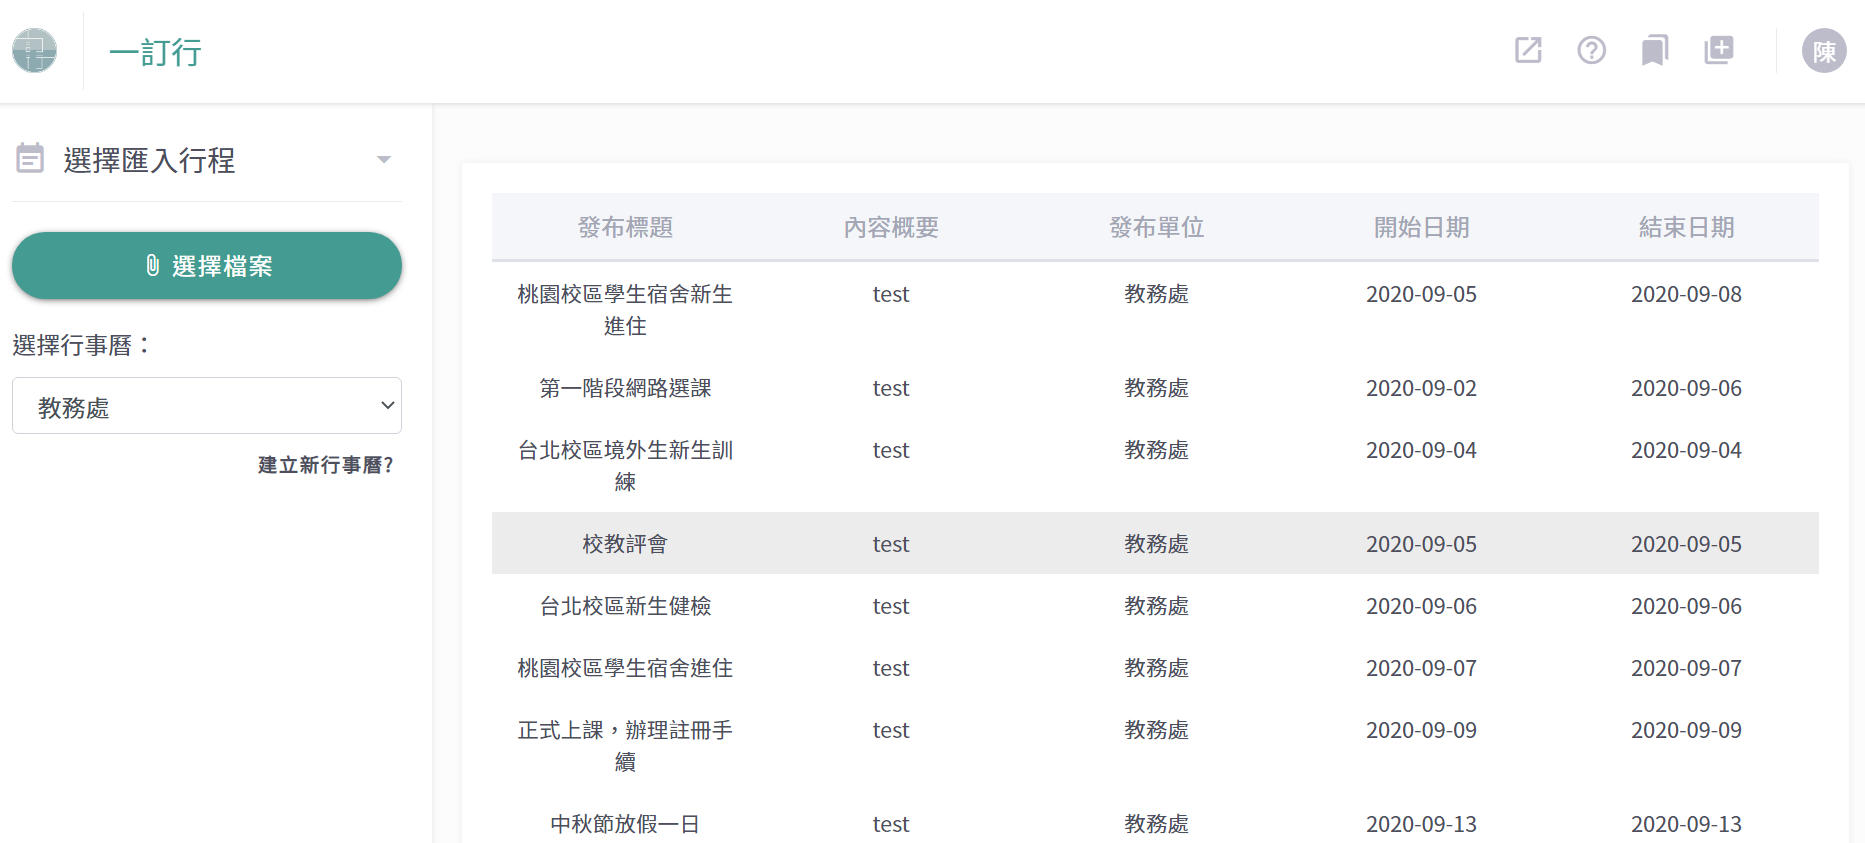 一訂行
陳
選擇匯入行程
選擇檔案
選擇行事曆：
教務處
建立新行事曆?
發布標題 內容概要 發布單位 開始日期 結束日期
桃園校區學生宿舍新生 test 教務處 2020-09-05 2020-09-08
進住
第一階段網路選課 test 教務處 2020-09-02 2020-09-06
台北校區境外生新生訓 test 教務處 2020-09-04 2020-09-04
練
校教評會 test 教務處 2020-09-05 2020-09-05
台北校區新生健檢 test 教務處 2020-09-06 2020-09-06
桃園校區學生宿舍進住 test 教務處 2020-09-07 2020-09-07
正式上課，辦理註冊手 test 教務處 2020-09-09 2020-09-09
續
中秋節放假一日 test 教務處 2020-09-13 2020-09-13